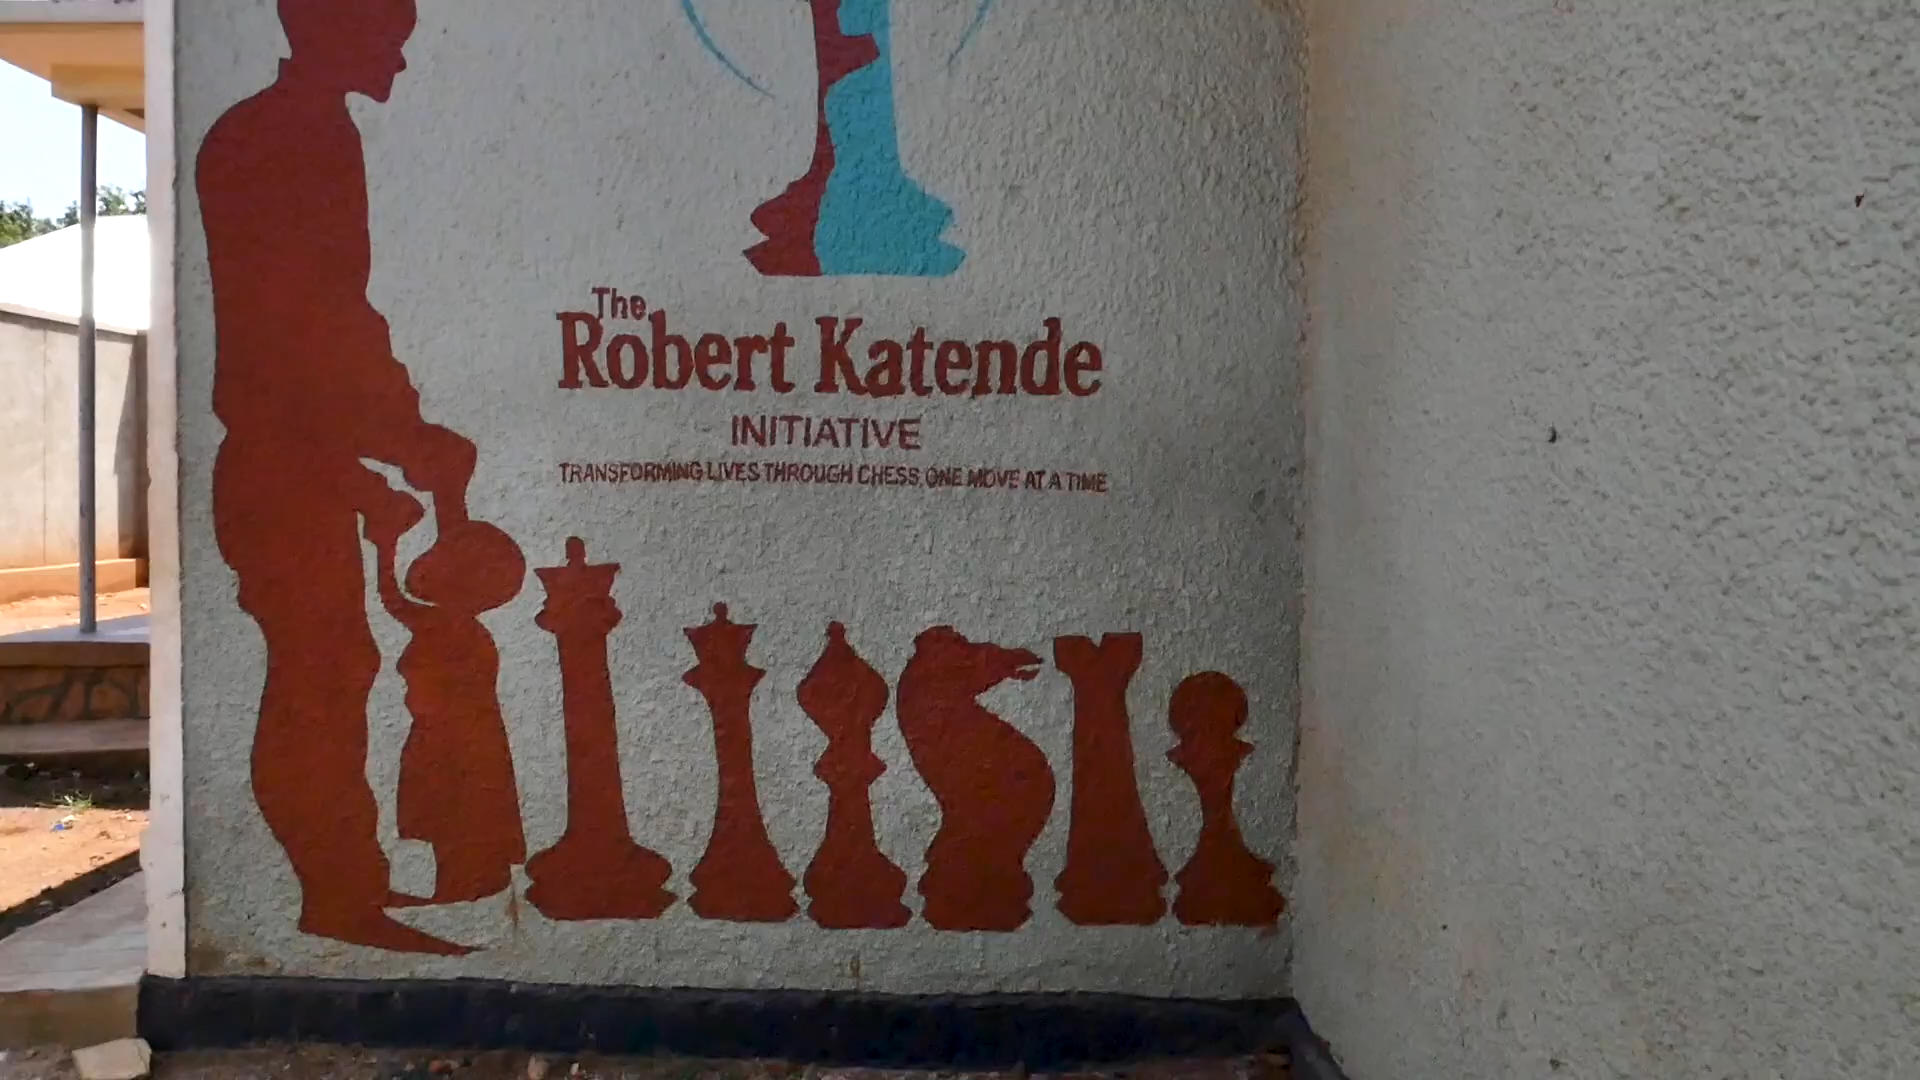 The
Robert Katende
INITIATIVE
TRANSFORMING LIVES THROUGH CHESS, ONE MOVE AT A TIME